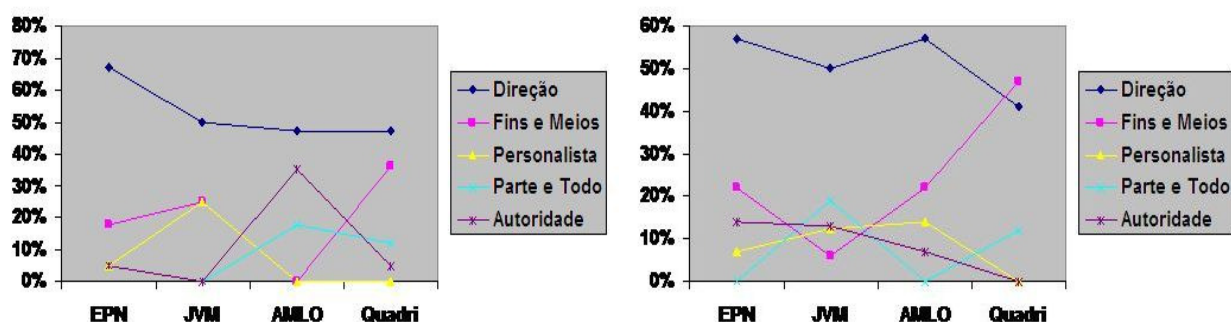 80%
70%
60%
50%
40%
30%
20%
10%
0%
EPN JVM AMLO Quadri
Direção
Fins e Meios
Personalista
Parte e Todo
Autoridade
60%
50%
40%
30%
20%
10%
0%
EPN JVM AMLO Quadri
Direção
Fins e Meios
Personalista
Parte e Todo
Autoridade